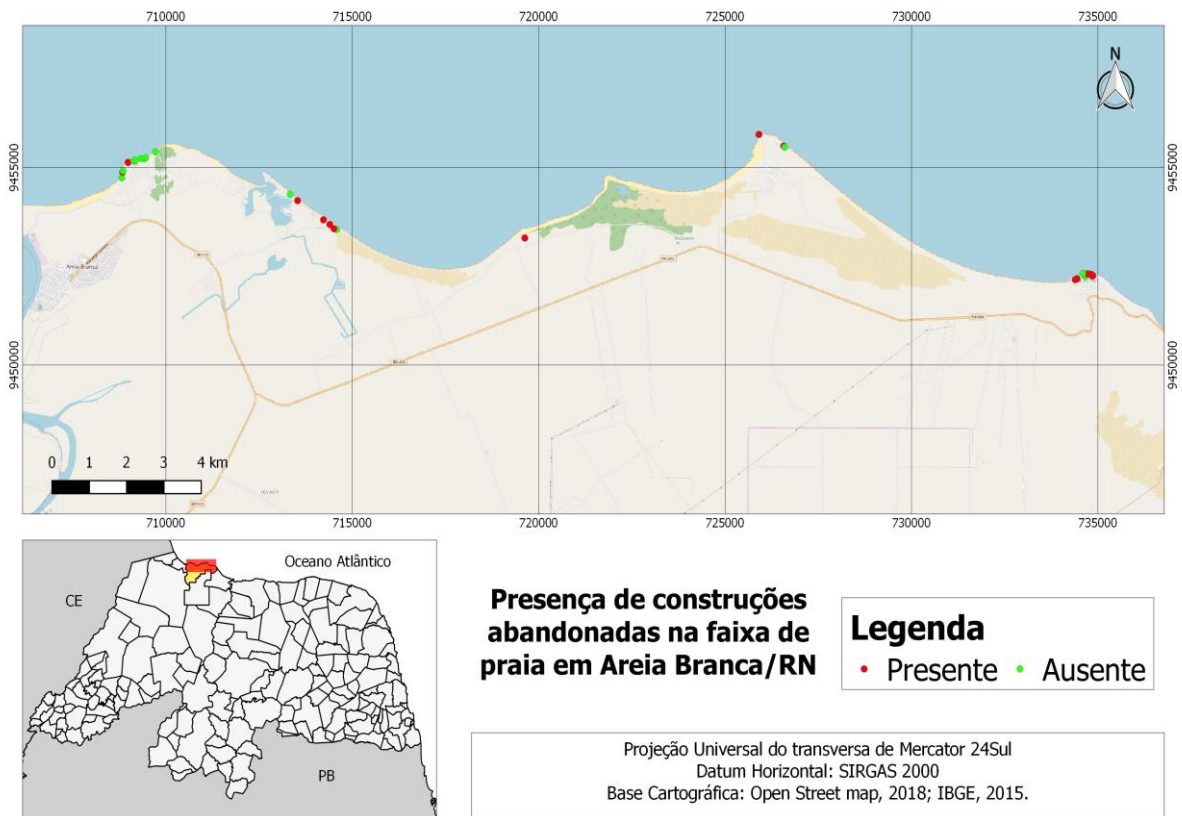 710000 715000 720000 725000 730000 735000
N
9455000 9455000
Areia Branca
9450000 9450000
0 1 2 3 4 km
710000 715000 720000 725000 730000 735000
Oceano Atlântico
CE
PB
Presença de construções
abandonadas na faixa de
praia em Areia Branca/RN
Legenda
Presente Ausente
Projeção Universal do transversa de Mercator 24Sul
Datum Horizontal: SIRGAS 2000
Base Cartográfica: Open Street map, 2018; IBGE, 2015.